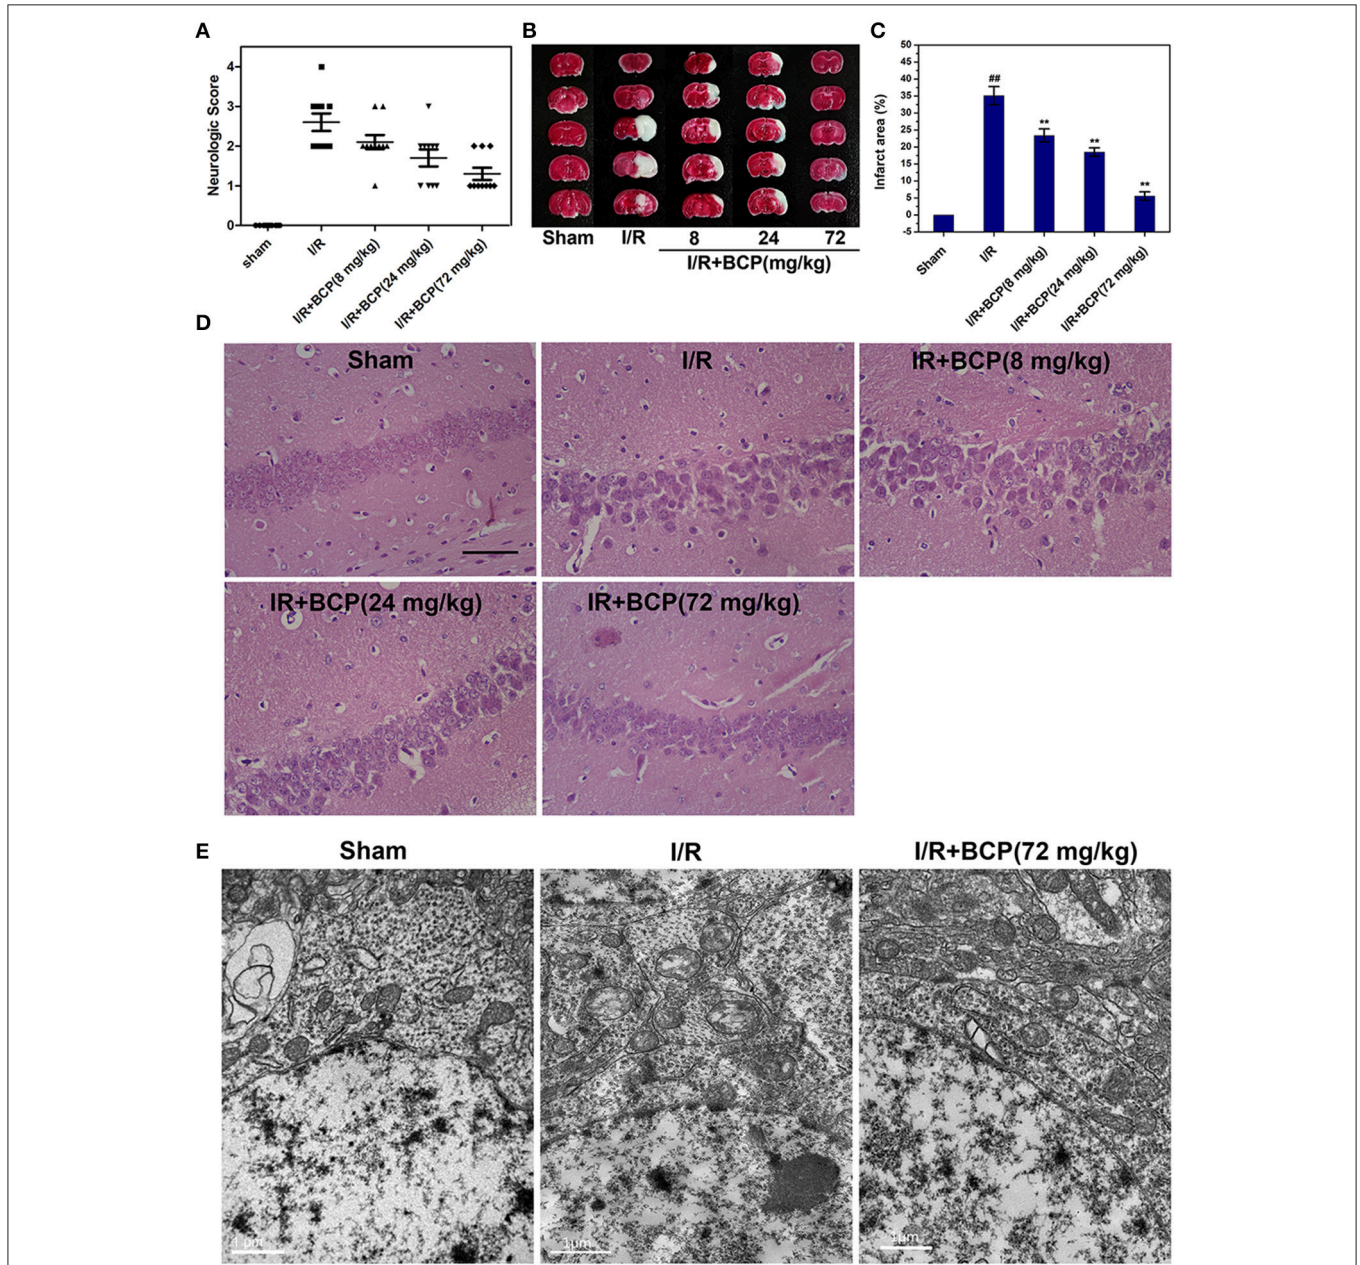 A
Neurologic Score
4
3
2
1
0
sham
I/R
I/R+BCP(8 mg/kg)
I/R+BCP(24 mg/kg)
I/R+BCP(72 mg/kg)
B
Sham
I/R
8
24
72
I/R+BCP(mg/kg)
C
Infarct area (%)
50
45
40
35
30
25
20
15
10
5
0
-5
##
**
**
**
Sham
I/R
I/R+BCP(8 mg/kg)
I/R+BCP(24 mg/kg)
I/R+BCP(72 mg/kg)
D
Sham
I/R
IR+BCP(8 mg/kg)
IR+BCP(24 mg/kg)
IR+BCP(72 mg/kg)
E
Sham
I/R
I/R+BCP(72 mg/kg)
1 µm
1µm
1µm